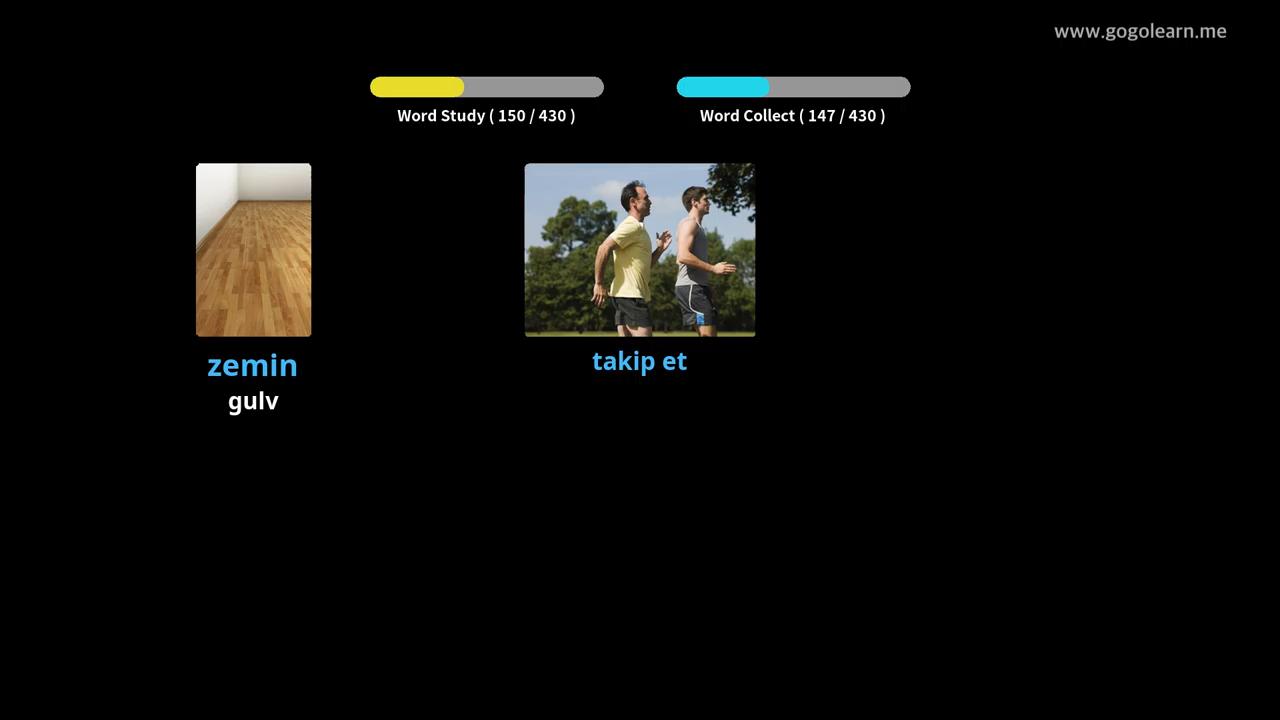 www.gogolearn.me
Word Study ( 150 / 430 )
Word Collect ( 147 / 430 )
zemin
gulv
takip et